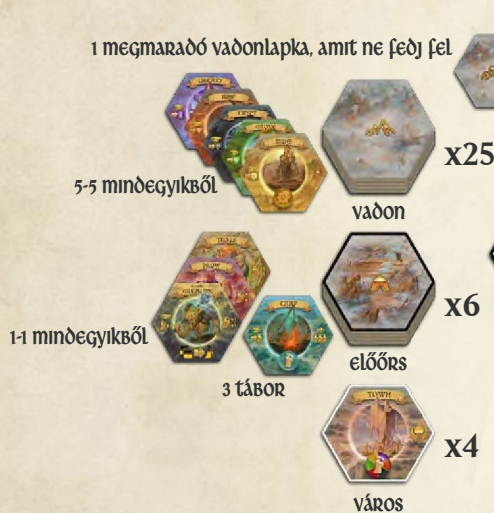 1 megmaradó vadonlapka, amit ne fedj fel
x25
5-5 mindegyikből
vadon
x6
1-1 mindegyikből
előőrs
3 tábor
TOWN
x4
város